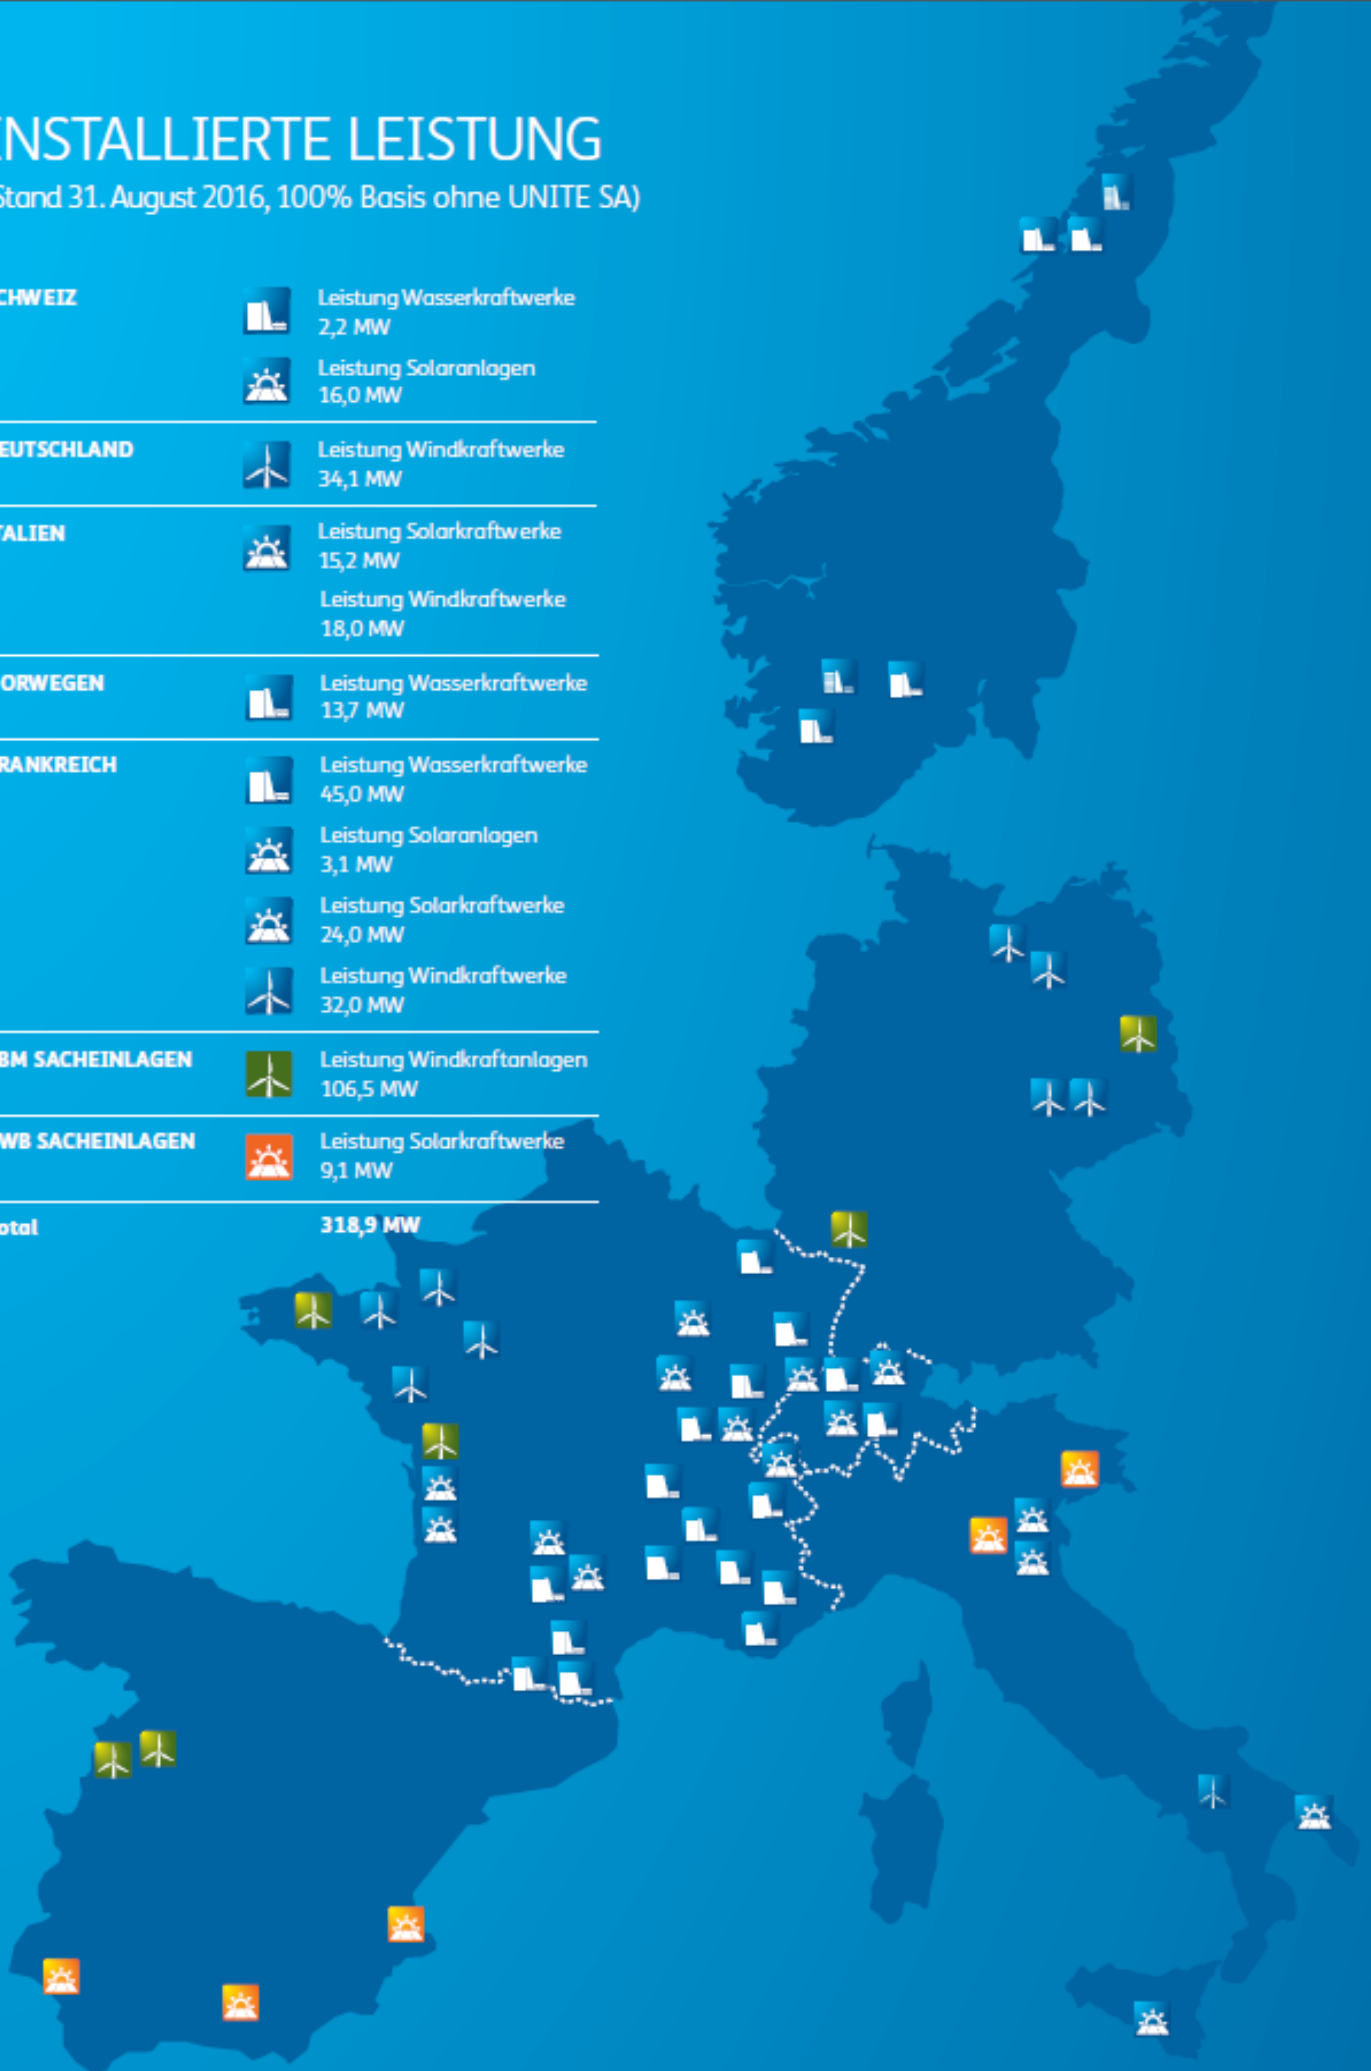 INSTALLIERTE LEISTUNG
Stand 31. August 2016, 100% Basis ohne UNITE SA)
CHWEIZ
Leistung Wasserkraftwerke
2,2 MW
Leistung Solaranlagen
16,0 MW
EUTSCHLAND
Leistung Windkraftwerke
34,1 MW
TALIEN
Leistung Solarkraftwerke
15,2 MW
Leistung Windkraftwerke
18,0 MW
ORWEGEN
Leistung Wasserkraftwerke
13,7 MW
RANKREICH
Leistung Wasserkraftwerke
45,0 MW
Leistung Solaranlagen
3,1 MW
Leistung Solarkraftwerke
24,0 MW
Leistung Windkraftwerke
32,0 MW
BM SACHEINLAGEN
Leistung Windkraftanlagen
106,5 MW
WB SACHEINLAGEN
Leistung Solarkraftwerke
9,1 MW
otal
318,9 MW